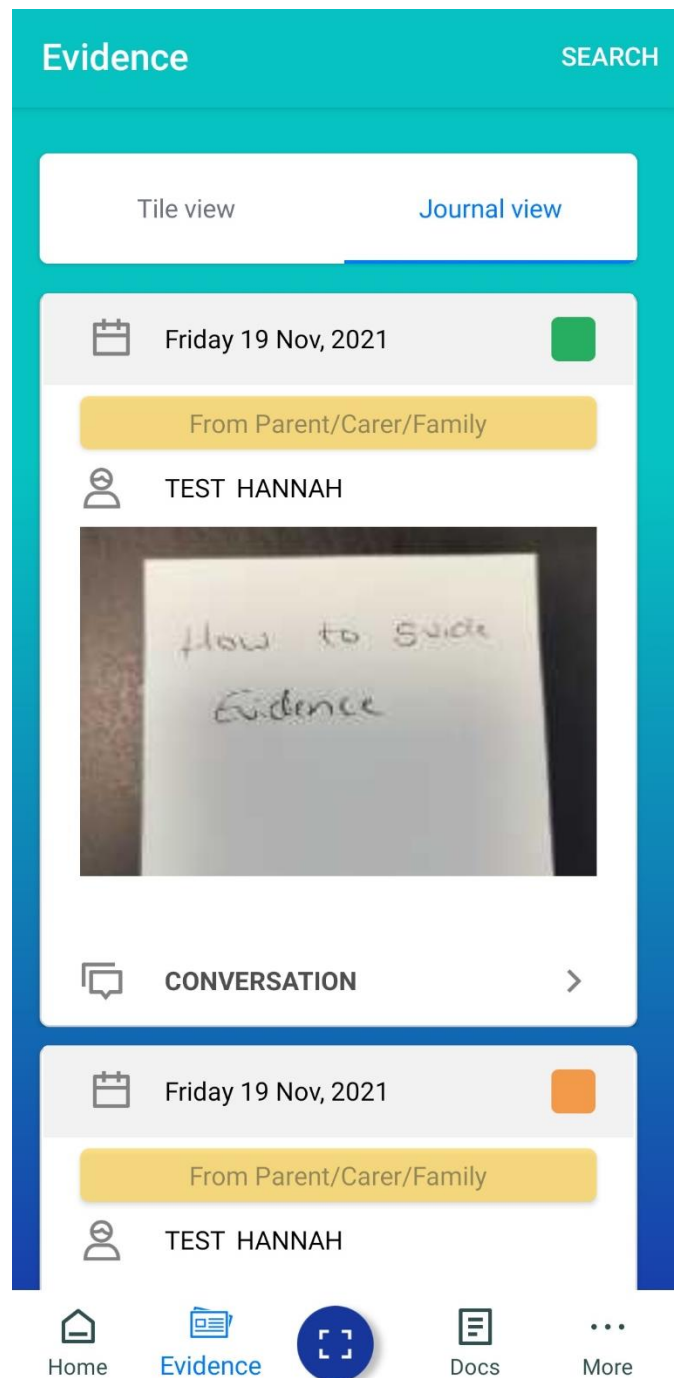 Evidence
SEARCH
Tile view
Journal view
Friday 19 Nov, 2021
From Parent/Carer/Family
TEST HANNAH
How to guide
Evidence
CONVERSATION
Friday 19 Nov, 2021
From Parent/Carer/Family
TEST HANNAH
Home
Evidence
Docs
More